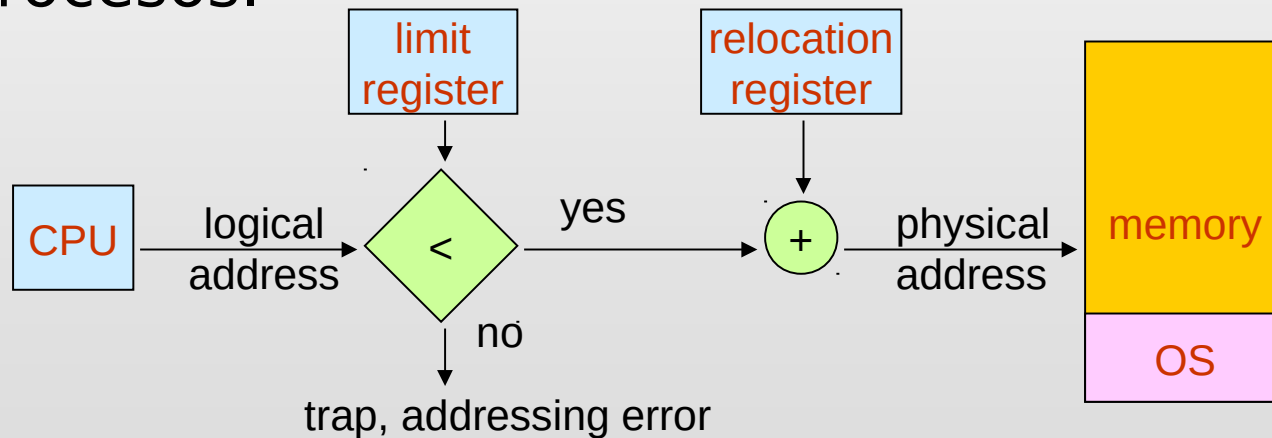 limit
register
relocation
register
CPU
logical
address
<
yes
+
physical
address
memory
no
OS
trap, addressing error